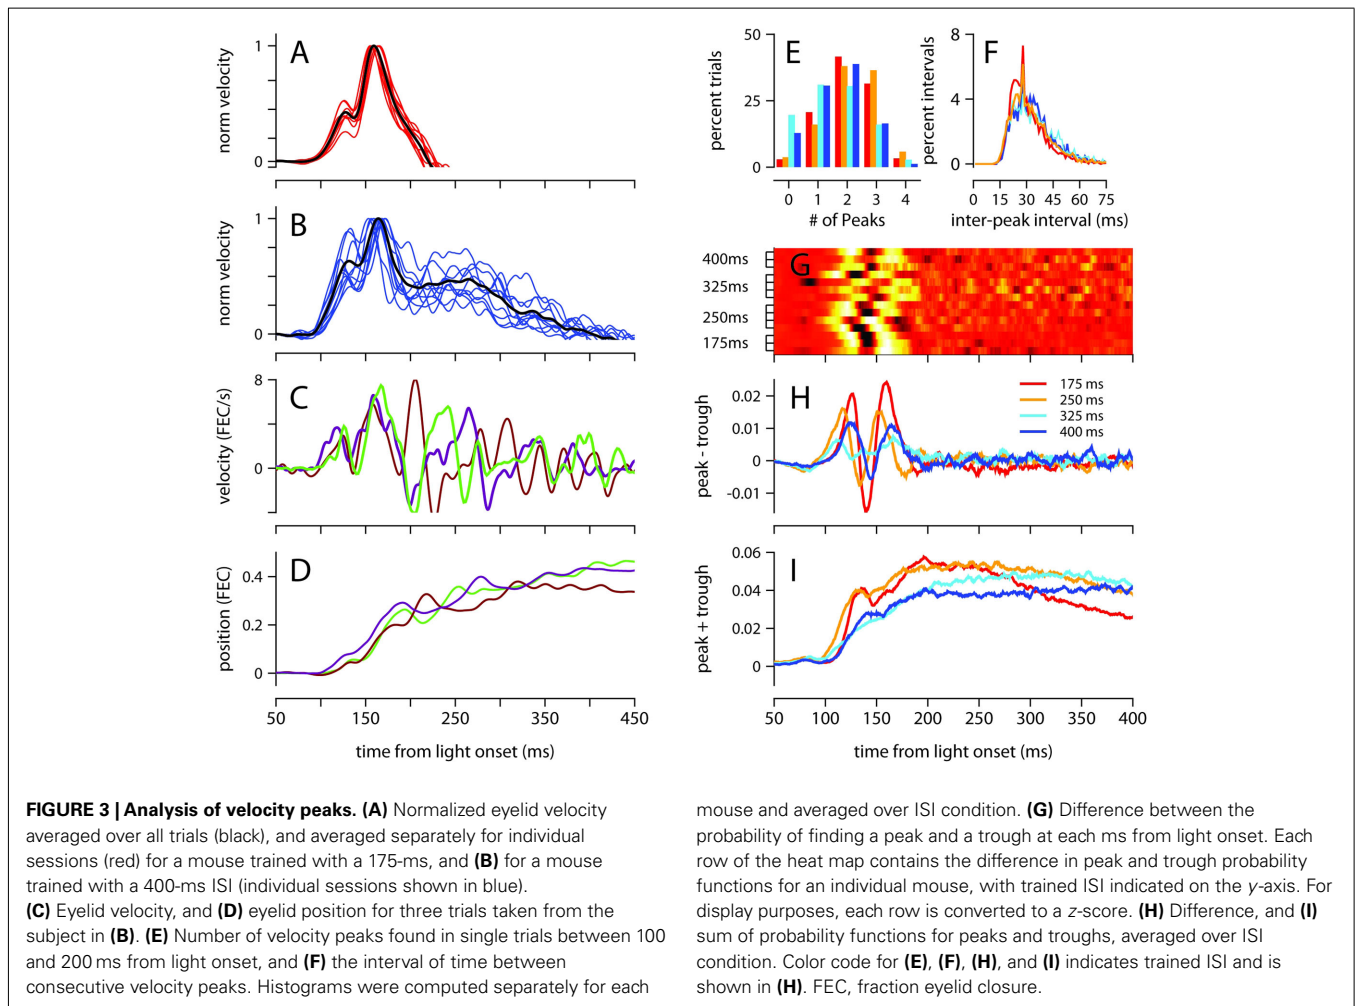 A
norm velocity
1
0
B
norm velocity
1
0
C
velocity (FEC/s)
8
0
D
position (FEC)
0.4
0.2
0
50 150 250 350 450
time from light onset (ms)
E
percent trials
50
25
0
0 1 2 3 4
# of Peaks
F
percent intervals
8
4
0
0 15 30 45 60 75
inter-peak interval (ms)
G
400ms
325ms
250ms
175ms
H
peak - trough
0.02
0.01
0
-0.01
175 ms
250 ms
325 ms
400 ms
I
peak + trough
0.06
0.04
0.02
0
50 100 150 200 250 300 350 400
time from light onset (ms)
FIGURE 3 | Analysis of velocity peaks. (A) Normalized eyelid velocity
averaged over all trials (black), and averaged separately for individual
sessions (red) for a mouse trained with a 175-ms, and (B) for a mouse
trained with a 400-ms ISI (individual sessions shown in blue).
(C) Eyelid velocity, and (D) eyelid position for three trials taken from the
subject in (B). (E) Number of velocity peaks found in single trials between 100
and 200 ms from light onset, and (F) the interval of time between
consecutive velocity peaks. Histograms were computed separately for each
mouse and averaged over ISI condition. (G) Difference between the
probability of finding a peak and a trough at each ms from light onset. Each
row of the heat map contains the difference in peak and trough probability
functions for an individual mouse, with trained ISI indicated on the y-axis. For
display purposes, each row is converted to a z-score. (H) Difference, and (I)
sum of probability functions for peaks and troughs, averaged over ISI
condition. Color code for (E), (F), (H), and (I) indicates trained ISI and is
shown in (H). FEC, fraction eyelid closure.